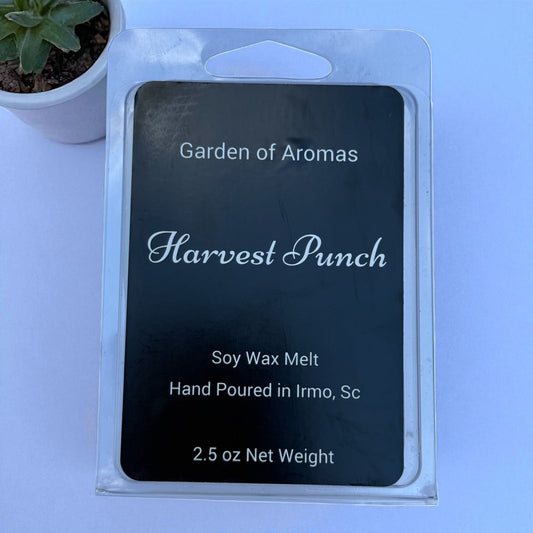 Garden of Aromas
Harvest Punch
Soy Wax Melt
Hand Poured in Irmo, Sc
2.5 oz Net Weight